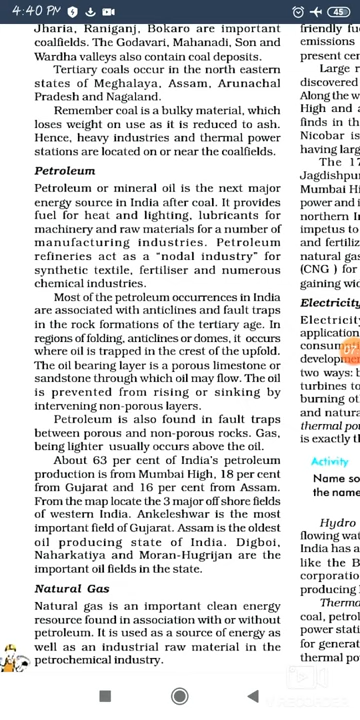 4:40 PM
45
Jharia, Raniganj, Bokaro are important
coalfields. The Godavari, Mahanadi, Son and
Wardha valleys also contain coal deposits.
Tertiary coals occur in the north eastern
states of Meghalaya, Assam, Arunachal
Pradesh and Nagaland.
Remember coal is a bulky material, which
loses weight on use as it is reduced to ash.
Hence, heavy industries and thermal power
stations are located on or near the coalfields.
Petroleum
Petroleum or mineral oil is the next major
energy source in India after coal. It provides
fuel for heat and lighting, lubricants for
machinery and raw materials for a number of
manufacturing industries. Petroleum
refineries act as a "nodal industry" for
synthetic textile, fertiliser and numerous
chemical industries.
Most of the petroleum occurrences in India
are associated with anticlines and fault traps
in the rock formations of the tertiary age. In
regions of folding, anticlines or domes, it occurs
where oil is trapped in the crest of the upfold.
The oil bearing layer is a porous limestone or
sandstone through which oil may flow. The oil
is prevented from rising or sinking by
intervening non-porous layers.
Petroleum is also found in fault traps
between porous and non-porous rocks. Gas,
being lighter usually occurs above the oil.
About 63 per cent of India's petroleum
production is from Mumbai High, 18 per cent
from Gujarat and 16 per cent from Assam.
From the map locate the 3 major off shore fields
of western India. Ankeleshwar is the most
important field of Gujarat. Assam is the oldest
oil producing state of India. Digboi,
Naharkatiya and Moran-Hugrijan are the
important oil fields in the state.
Natural Gas
Natural gas is an important clean energy
resource found in association with or without
petroleum. It is used as a source of energy as
well as an industrial raw material in the
petrochemical industry.
friendly fu
emissions
present cen
Large r
discovered
Along the w
High and a
finds in th
Nicobar is
having larg
The 17
Jagdishpur
Mumbai Hi
power and i
northern In
impetus to
and fertiliz
natural gas
(CNG) for
gaining wid
Electricity
Electricity
application
consum
developmen
two ways: b
turbines to
burning oth
and natura
thermal pow
is exactly th
Activity
Name so
the name
Hydro
flowing wat
India has a
like the B
corporatio
producing
Therma
coal, petrol
power stati
for generat
thermal po